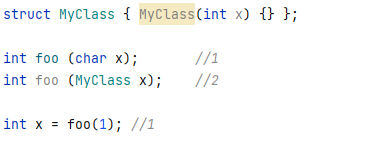 struct MyClass { MyClass(int x) {} };
int foo (char x);       //1
int foo (MyClass x);    //2
int x = foo(1); //1